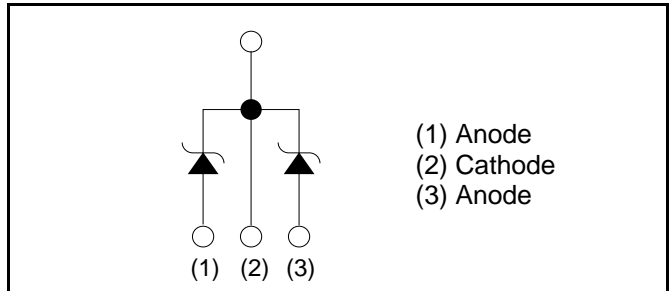 (1) Anode
(2) Cathode
(3) Anode
(1) (2) (3)